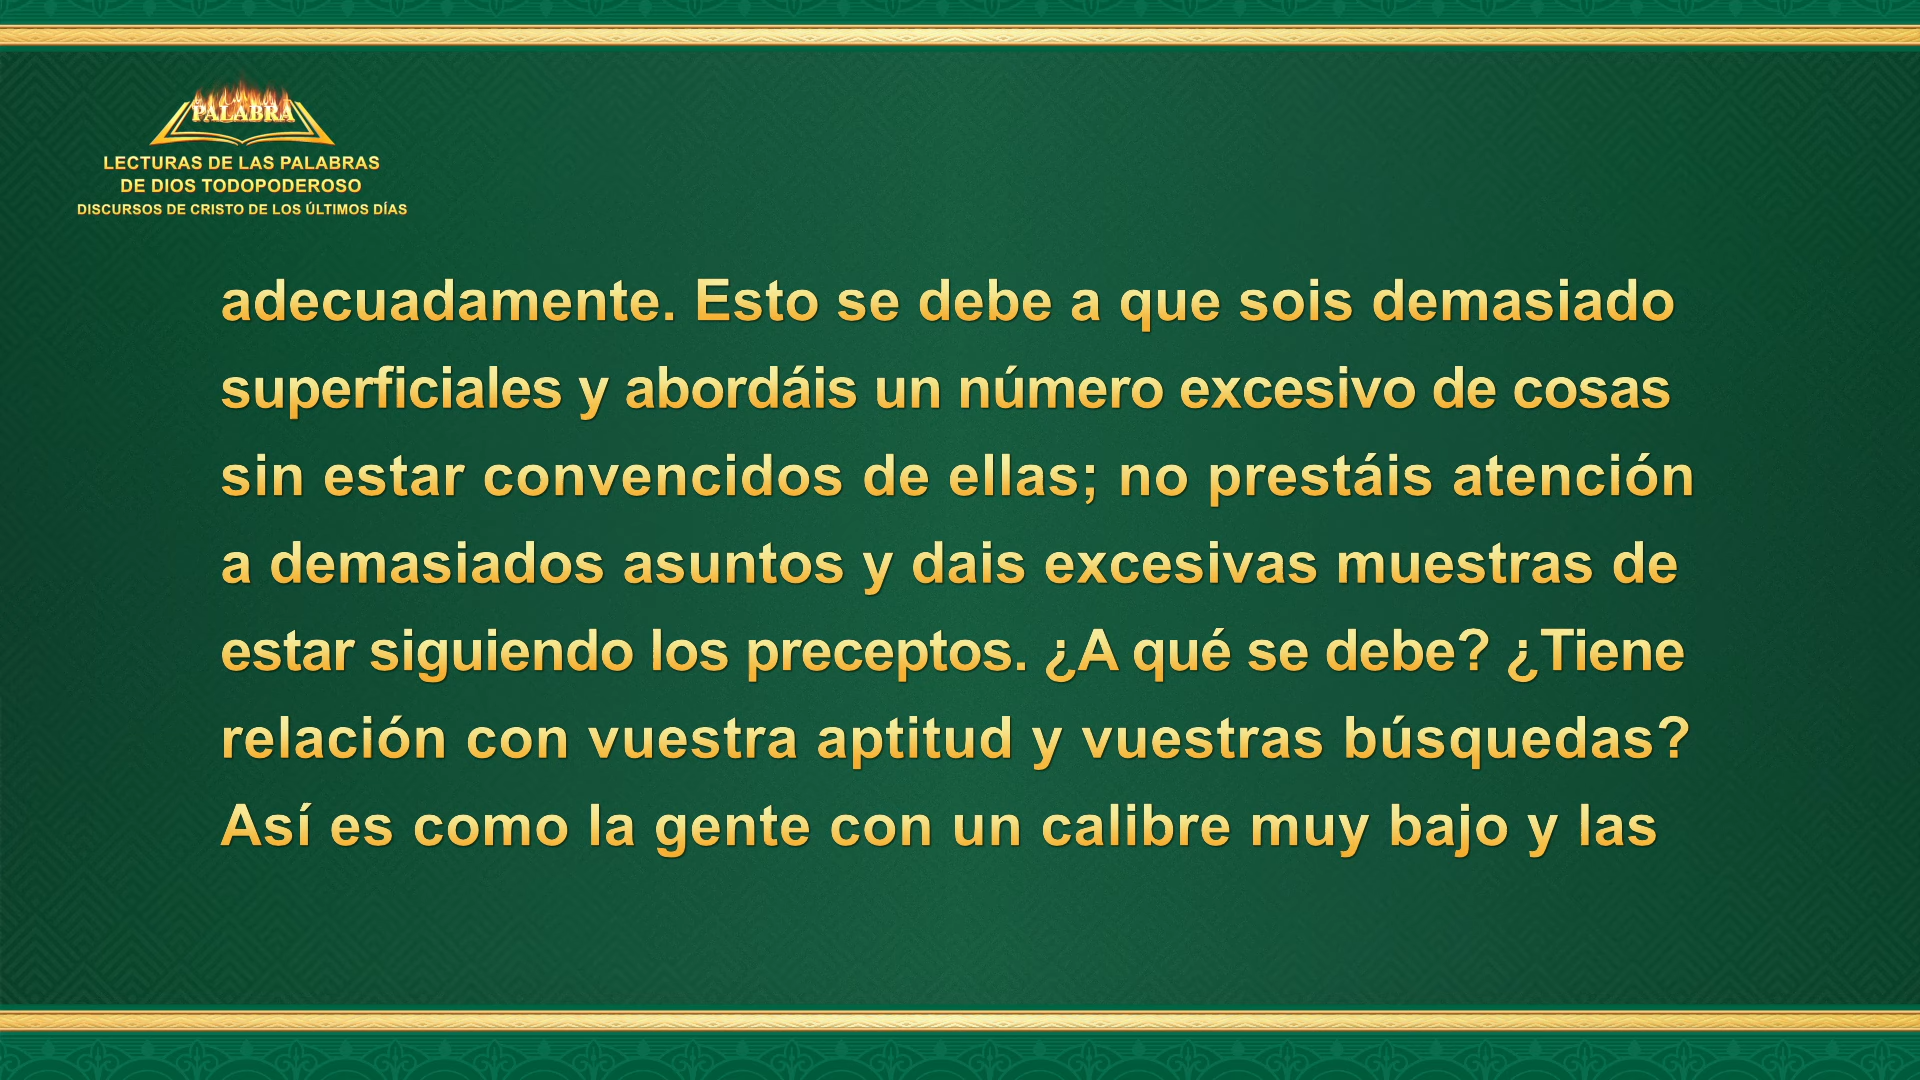 PALABRA
LECTURAS DE LAS PALABRAS
DE DIOS TODOPODEROSO
DISCURSOS DE CRISTO DE LOS ÚLTIMOS DÍAS
adecuadamente. Esto se debe a que sois demasiado
superficiales y abordáis un número excesivo de cosas
sin estar convencidos de ellas; no prestáis atención
a demasiados asuntos y dais excesivas muestras de
estar siguiendo los preceptos. ¿A qué se debe? ¿Tiene
relación con vuestra aptitud y vuestras búsquedas?
Así es como la gente con un calibre muy bajo y las